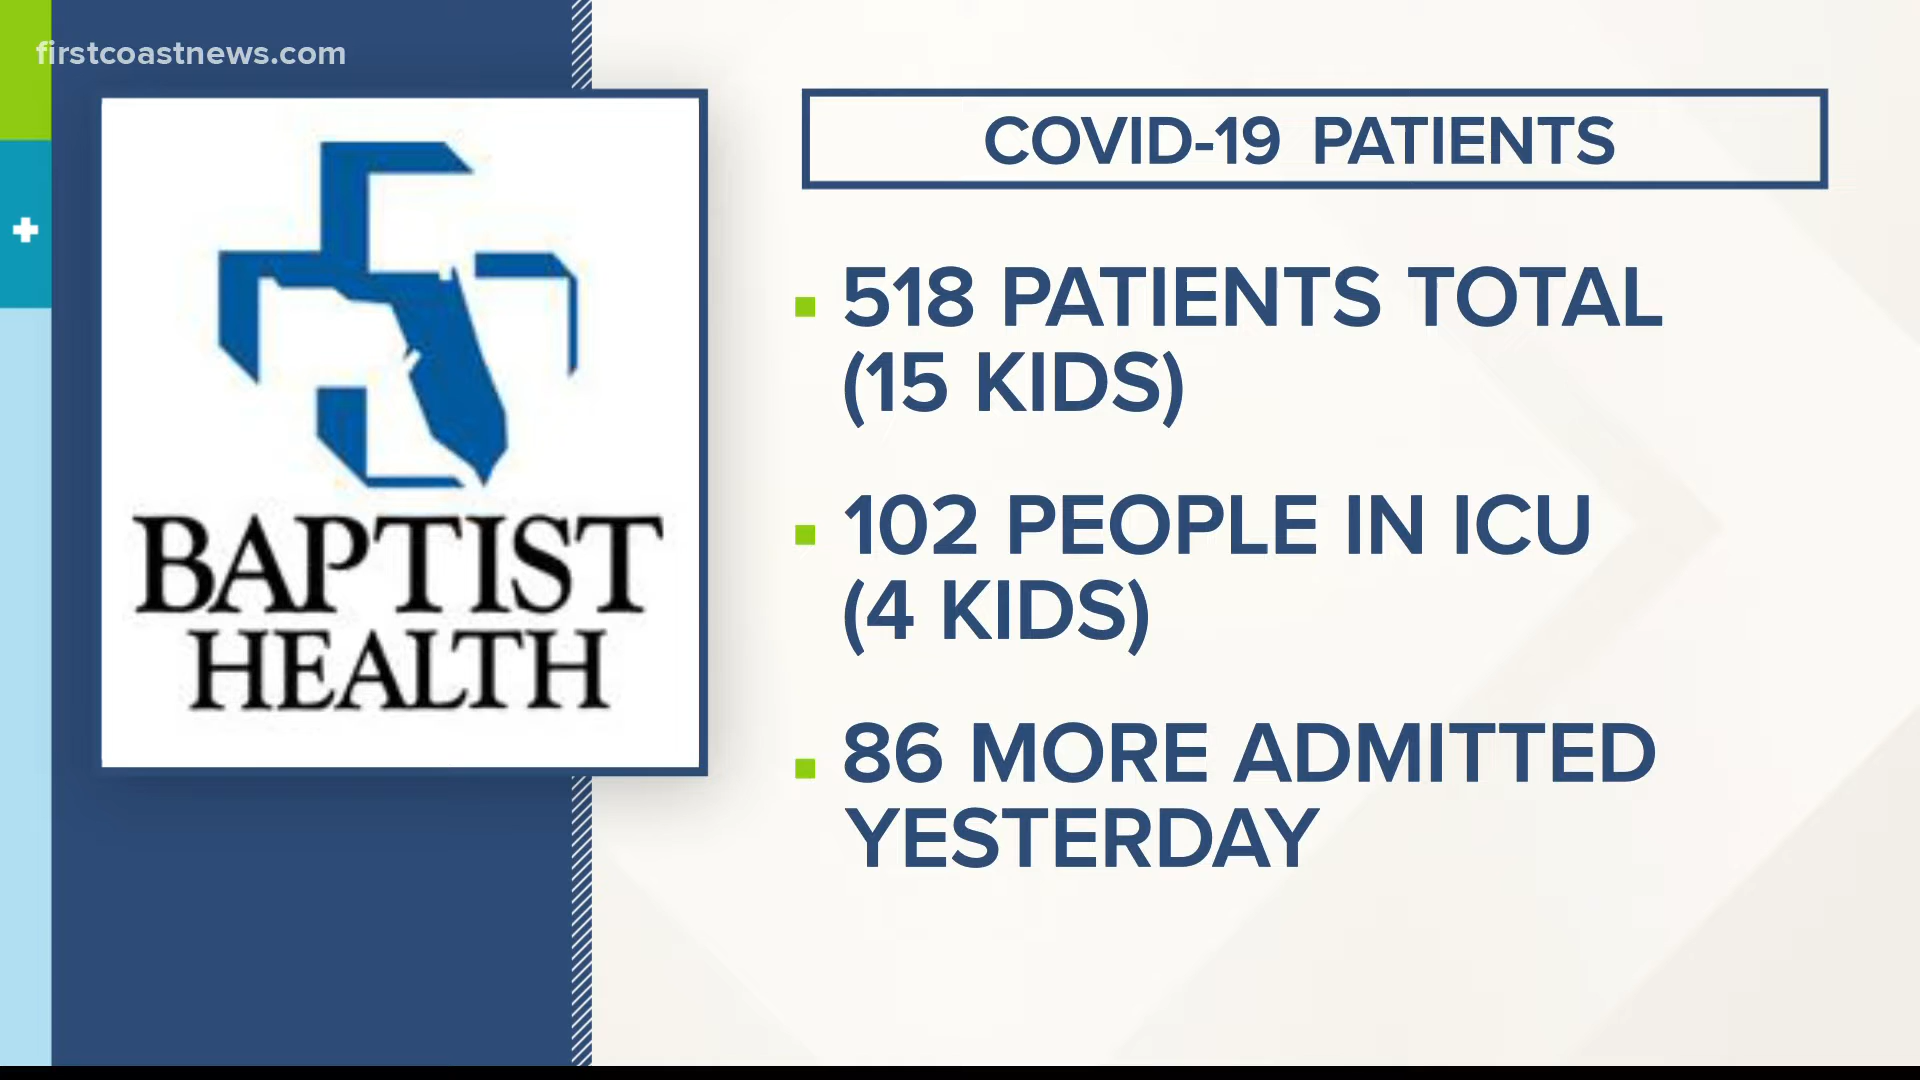 firstcoastnews.com
BAPTIST
HEALTH
COVID-19 PATIENTS
518 PATIENTS TOTAL
(15 KIDS)
102 PEOPLE IN ICU
(4 KIDS)
86 MORE ADMITTED
YESTERDAY